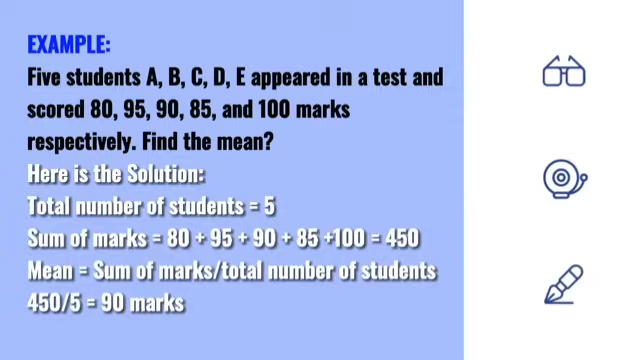 EXAMPLE:
Five students A, B, C, D, E appeared in a test and
scored 80, 95, 90, 85, and 100 marks
respectively. Find the mean?
Here is the Solution:
Total number of students = 5
Sum of marks = 80 + 95 + 90 + 85 +100 = 450
Mean = Sum of marks/total number of students
450/5 = 90 marks